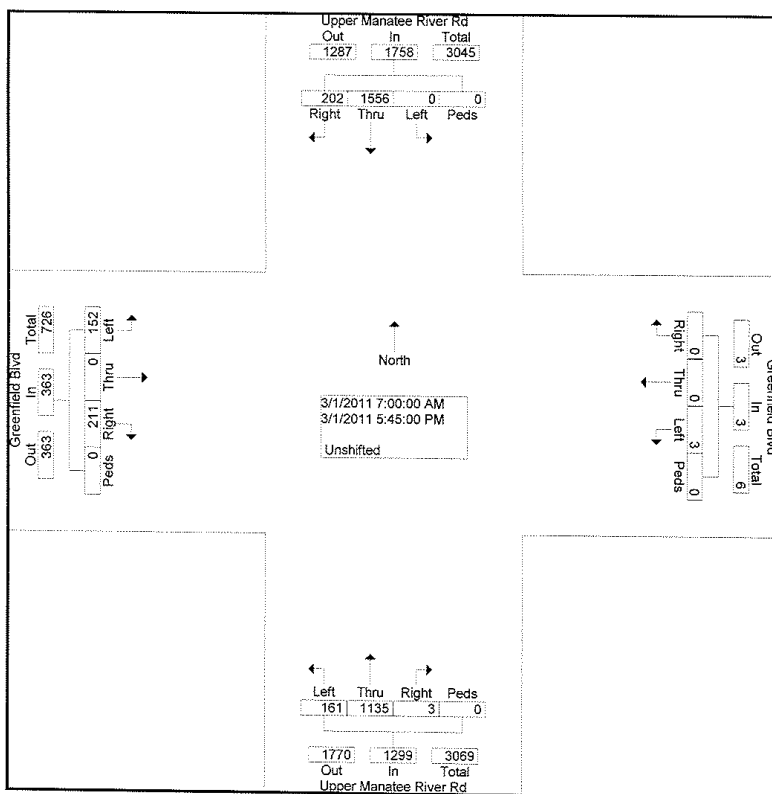 Upper Manatee River Rd
Out In Total
1287 1758 3045
202 1556 0 0
Right Thru Left Peds
Greenfield Blvd
Total In Out
726 363 363
152 0 211 0
Left Thru Right Peds
North
3/1/2011 7:00:00 AM
3/1/2011 5:45:00 PM
Unshifted
Right Thru Left Peds
0 0 3 0
Out In Total
3 3 6
Greenfield Blvd
Left Thru Right Peds
161 1135 3 0
1770 1299 3069
Out In Total
Upper Manatee River Rd